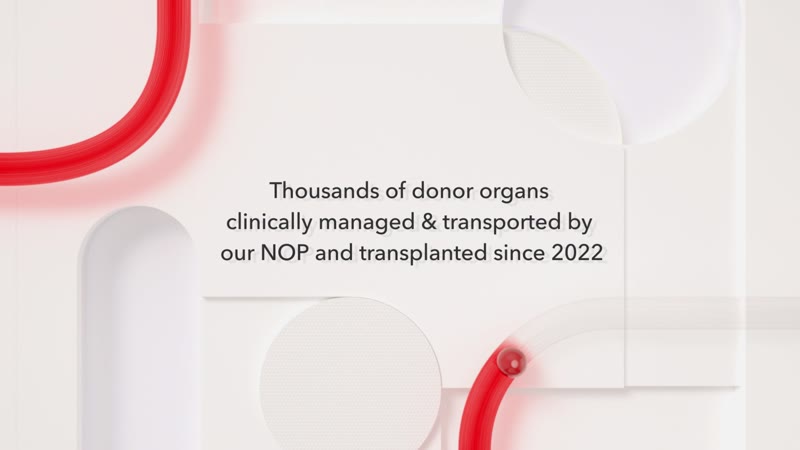 Thousands of donor organs
clinically managed & transported by
our NOP and transplanted since 2022